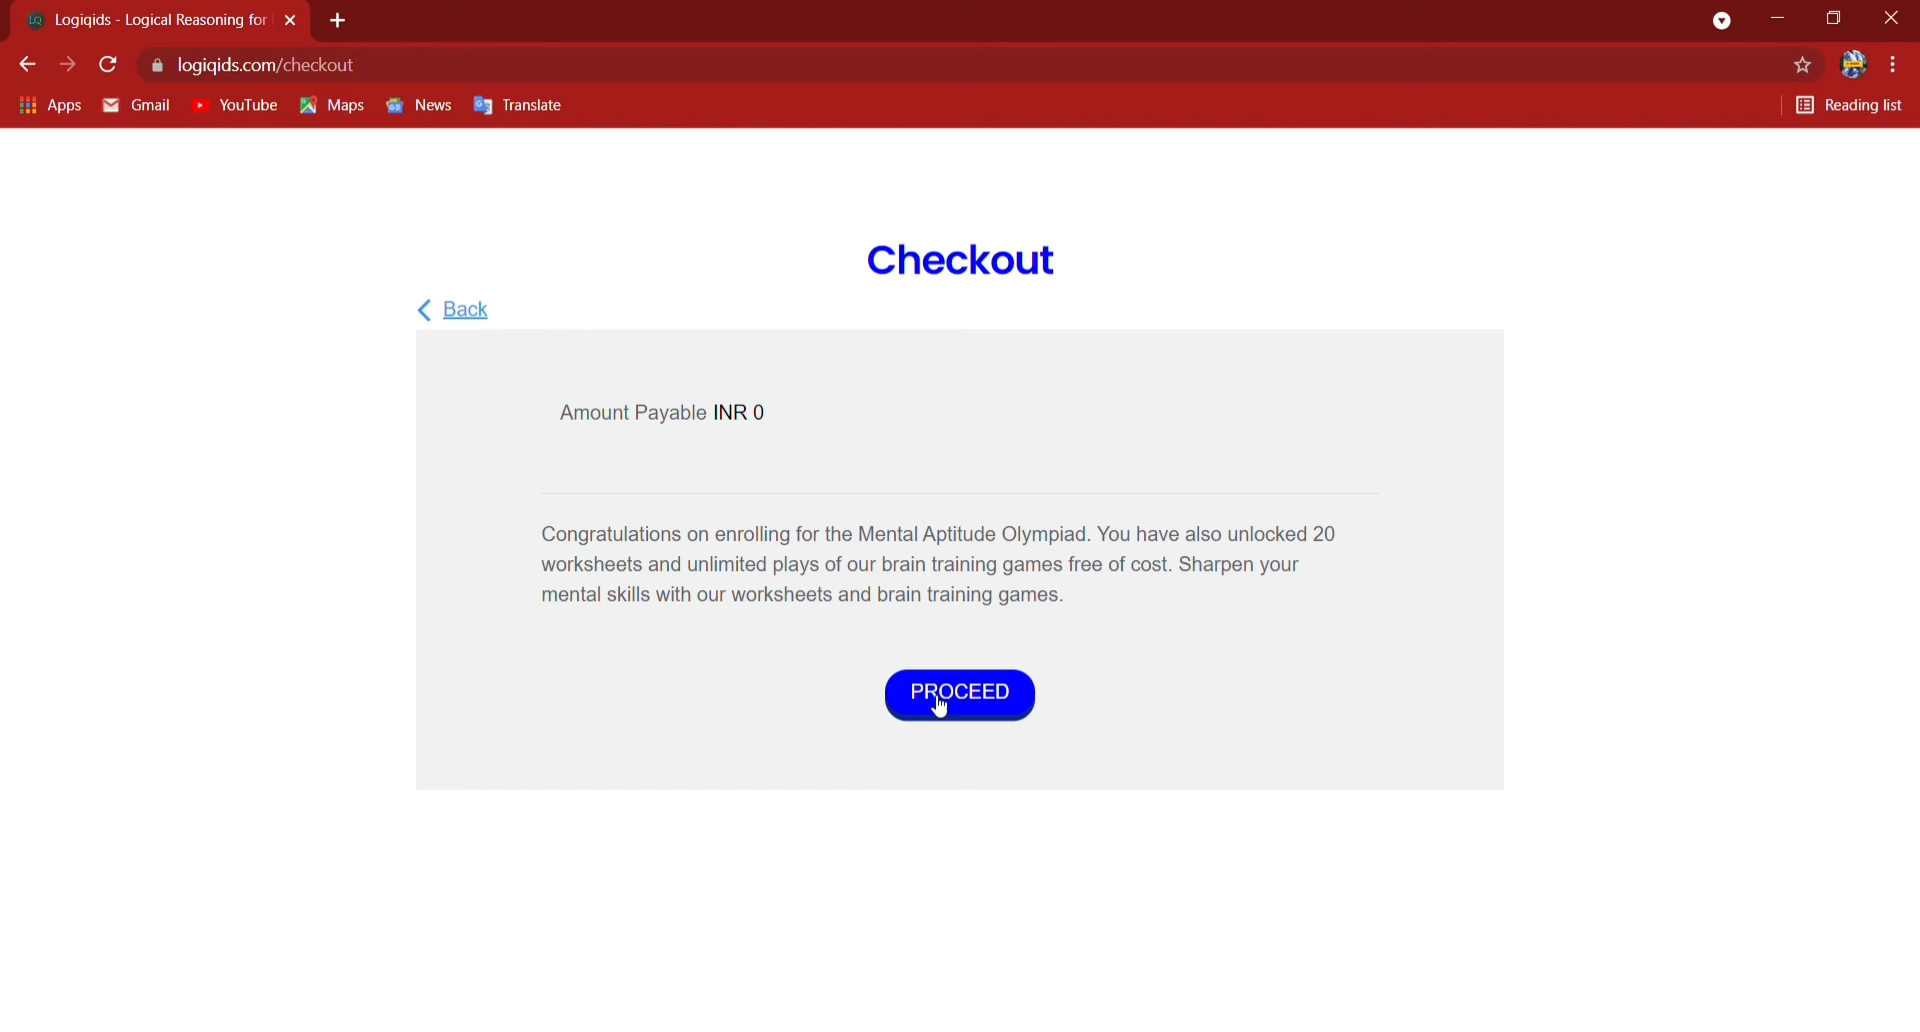 Logiqids - Logical Reasoning for
logiqids.com/checkout
Apps Gmail YouTube Maps News Translate Reading list
Checkout
Back
Amount Payable INR 0
Congratulations on enrolling for the Mental Aptitude Olympiad. You have also unlocked 20
worksheets and unlimited plays of our brain training games free of cost. Sharpen your
mental skills with our worksheets and brain training games.
PROCEED